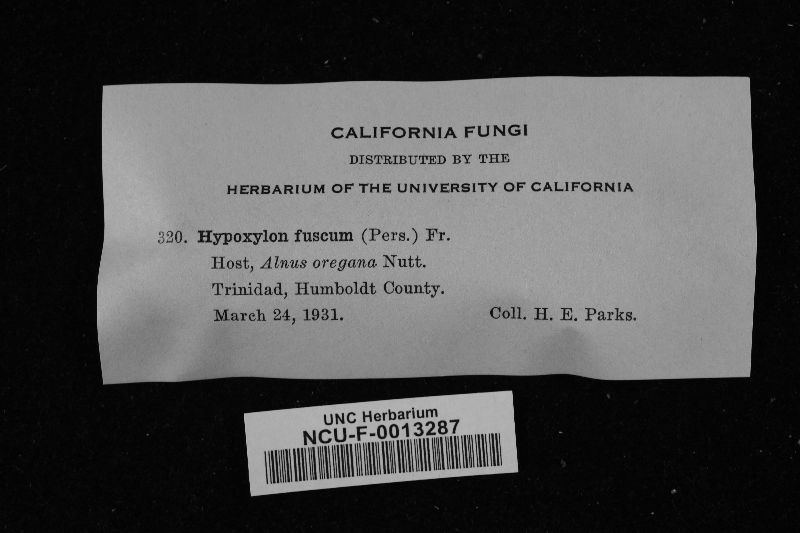 CALIFORNIA FUNGI
DISTRIBUTED BY THE
HERBARIUM OF THE UNIVERSITY OF CALIFORNIA
320. Hypoxylon fuscum (Pers.) Fr.
Host, Alnus oregana Nutt.
Trinidad, Humboldt County.
March 24, 1931. Coll. H. E. Parks.
UNC Herbarium
NCU-F-0013287